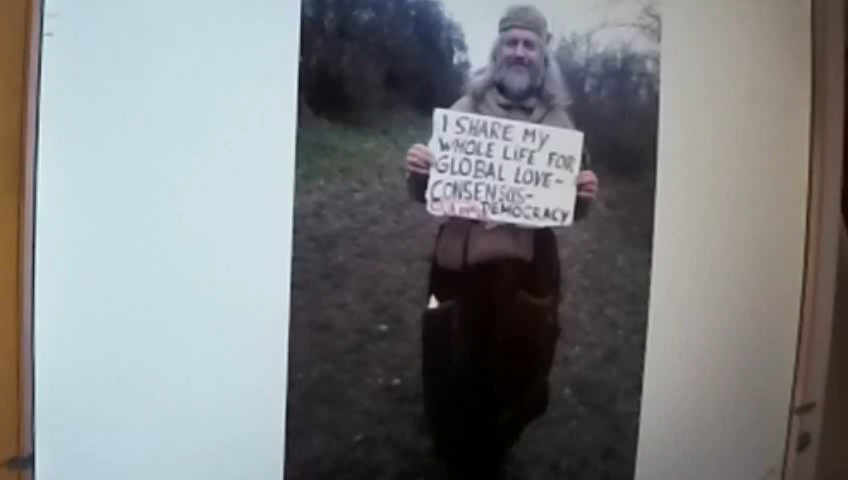 I SHARE MY
WHOLE LIFE FOR
GLOBAL LOVE-
CONSENSUS-
DEMOCRACY